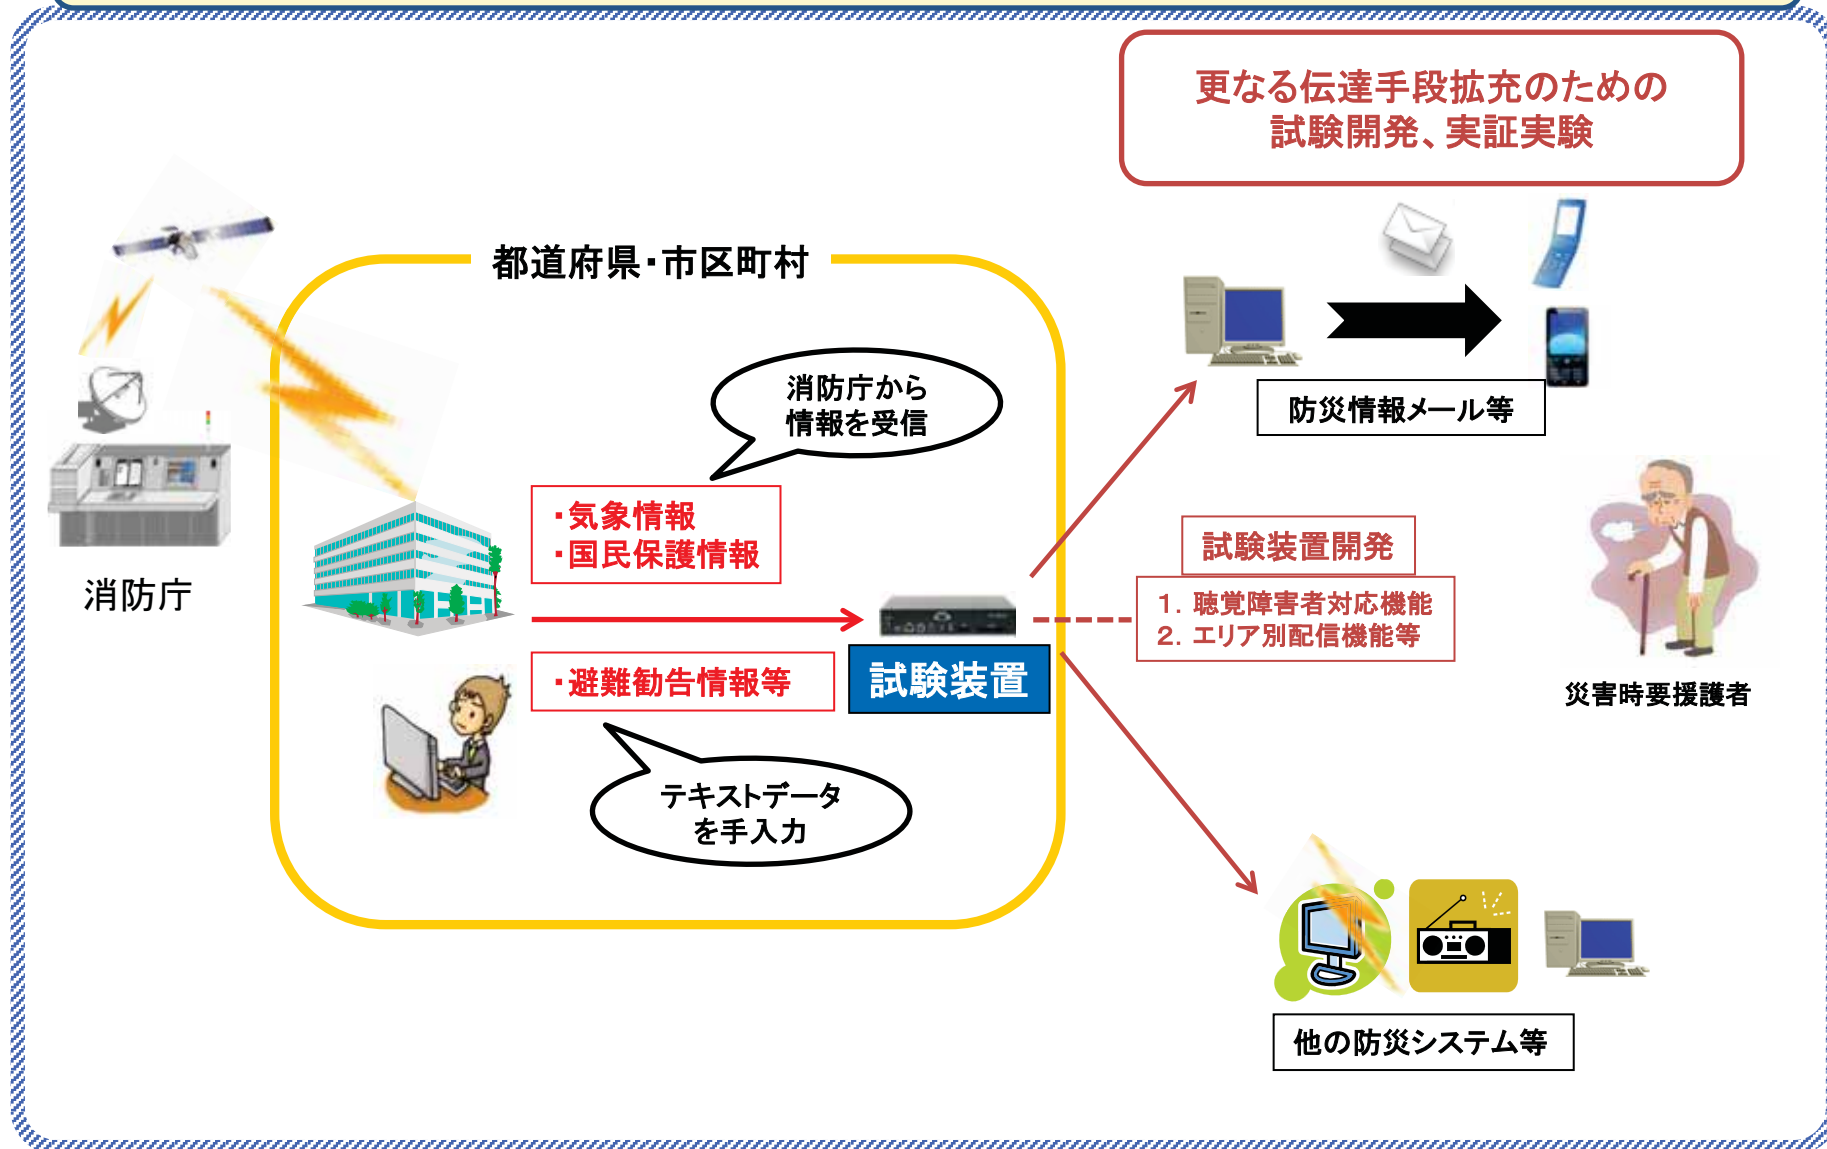 更なる伝達手段拡充のための
試験開発、実証実験
都道府県・市区町村
消防庁から
情報を受信
防災情報メール等
・気象情報
・国民保護情報
試験装置開発
1. 聴覚障害者対応機能
2. エリア別配信機能等
消防庁
・避難勧告情報等
試験装置
災害時要援護者
テキストデータ
を手入力
他の防災システム等